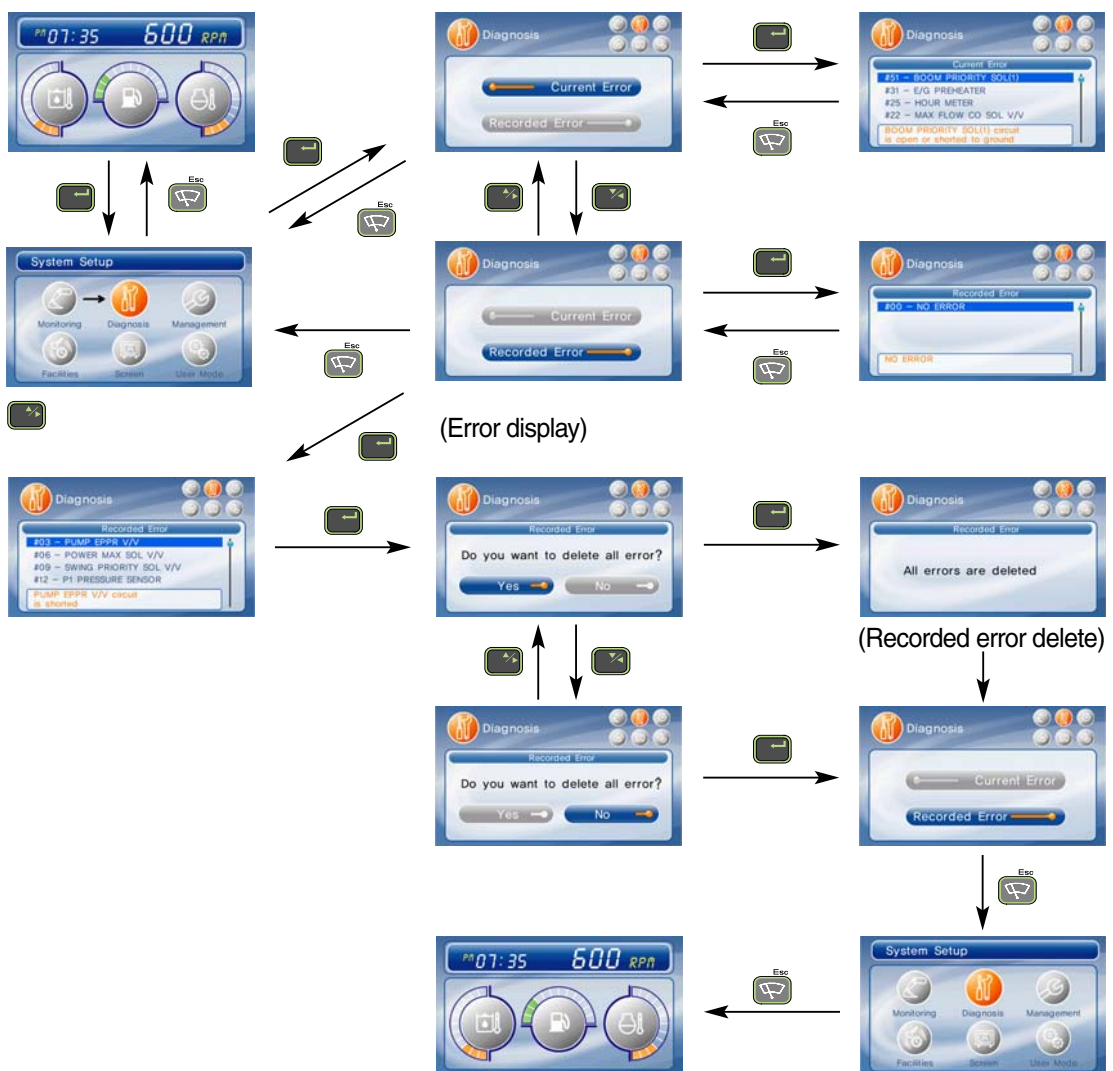 PM 07:35 600 RPM
Esc
System Setup
Monitoring Diagnosis Management
Facilities Screen User Mode
Esc
Diagnosis
Current Error
Recorded Error
Esc
Diagnosis
Current Error
#51 - BOOM PRIORITY SOL(1)
#31 - E/G PREHEATER
#25 - HOUR METER
#22 - MAX FLOW CO SOL V/V
BOOM PRIORITY SOL(1) circuit
is open or shorted to ground
Esc
Diagnosis
Current Error
Recorded Error
Esc
Diagnosis
Recorded Error
#00 - NO ERROR
NO ERROR
(Error display)
Diagnosis
Recorded Error
#03 - PUMP EPPR V/V
#06 - POWER MAX SOL V/V
#09 - SWING PRIORITY SOL V/V
#12 - P1 PRESSURE SENSOR
PUMP EPPR V/V circuit
is shorted
Diagnosis
Recorded Error
Do you want to delete all error?
Yes No
Diagnosis
Recorded Error
All errors are deleted
(Recorded error delete)
Diagnosis
Recorded Error
Do you want to delete all error?
Yes No
Diagnosis
Current Error
Recorded Error
Esc
System Setup
Monitoring Diagnosis Management
Facilities Screen User Mode
Esc
PM 07:35 600 RPM